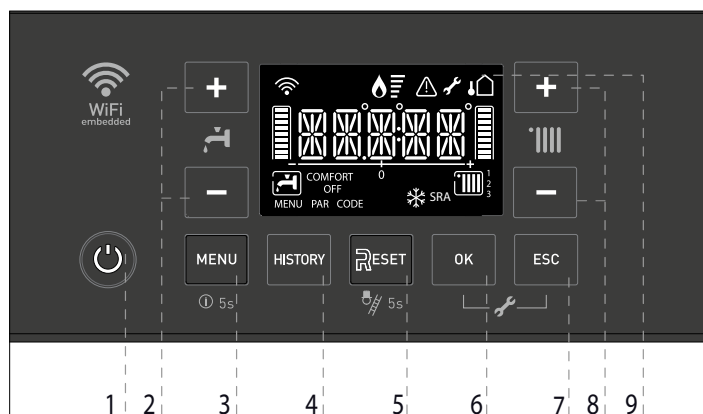 WiFi
embedded
+
+
COMFORT
OFF
0
MENU PAR CODE
SRA
1
2
3
-
-
MENU
HISTORY
RESET
OK
ESC
5s
5s
1 2 3 4 5 6 7 8 9